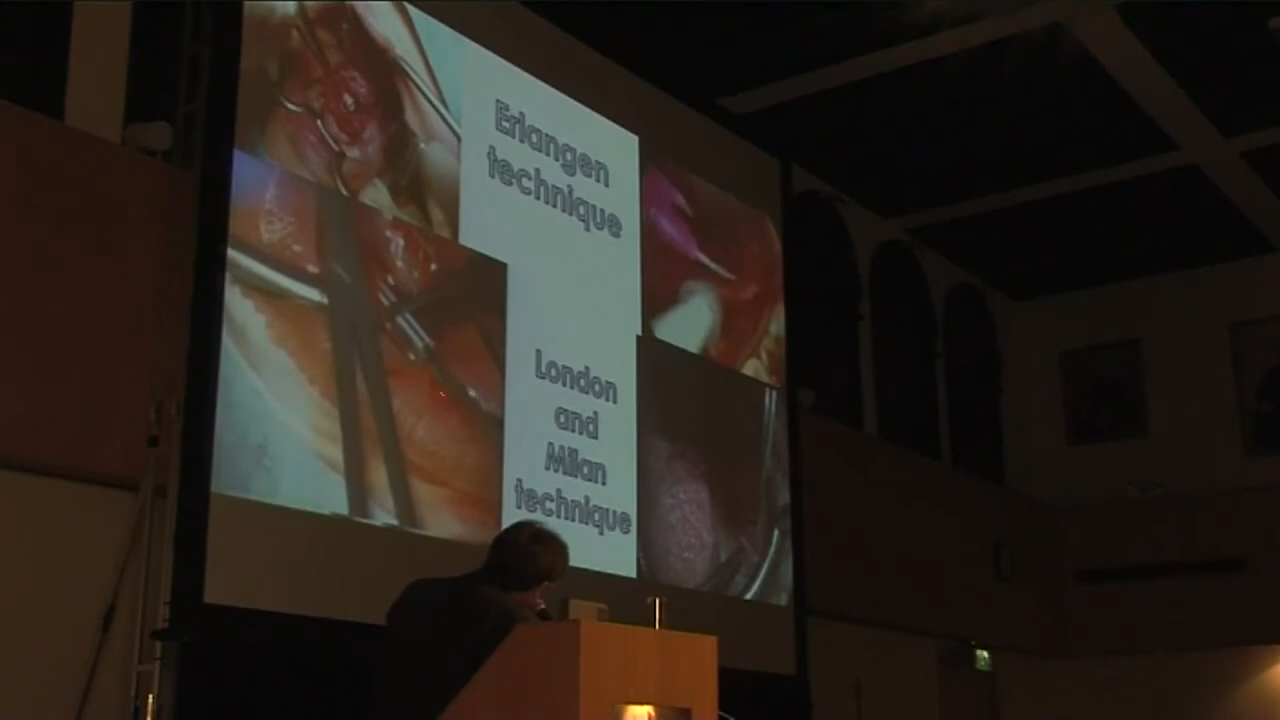 Erlangen
technique
London
and
Milan
technique